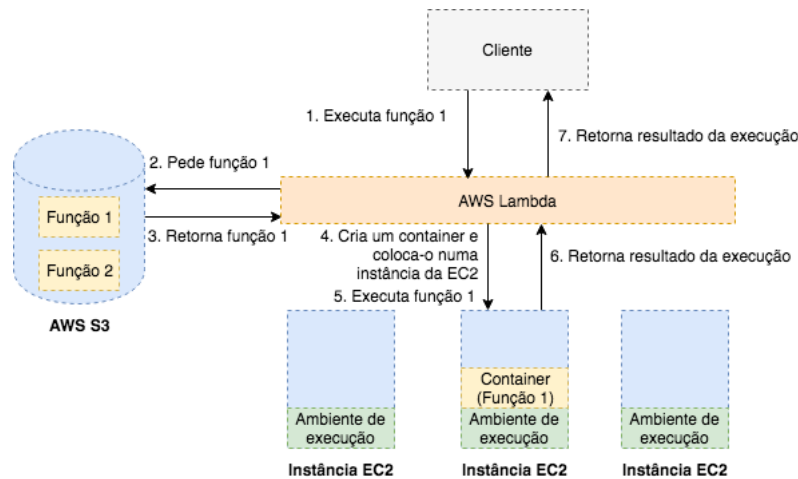 Cliente
1. Executa função 1
7. Retorna resultado da execução
2. Pede função 1
AWS Lambda
Função 1
3. Retorna função 1
Função 2
4. Cria um container e
coloca-o numa
instância da EC2
6. Retorna resultado da execução
5. Executa função 1
AWS S3
Container
(Função 1)
Ambiente de
execução
Ambiente de
execução
Ambiente de
execução
Instância EC2
Instância EC2
Instância EC2